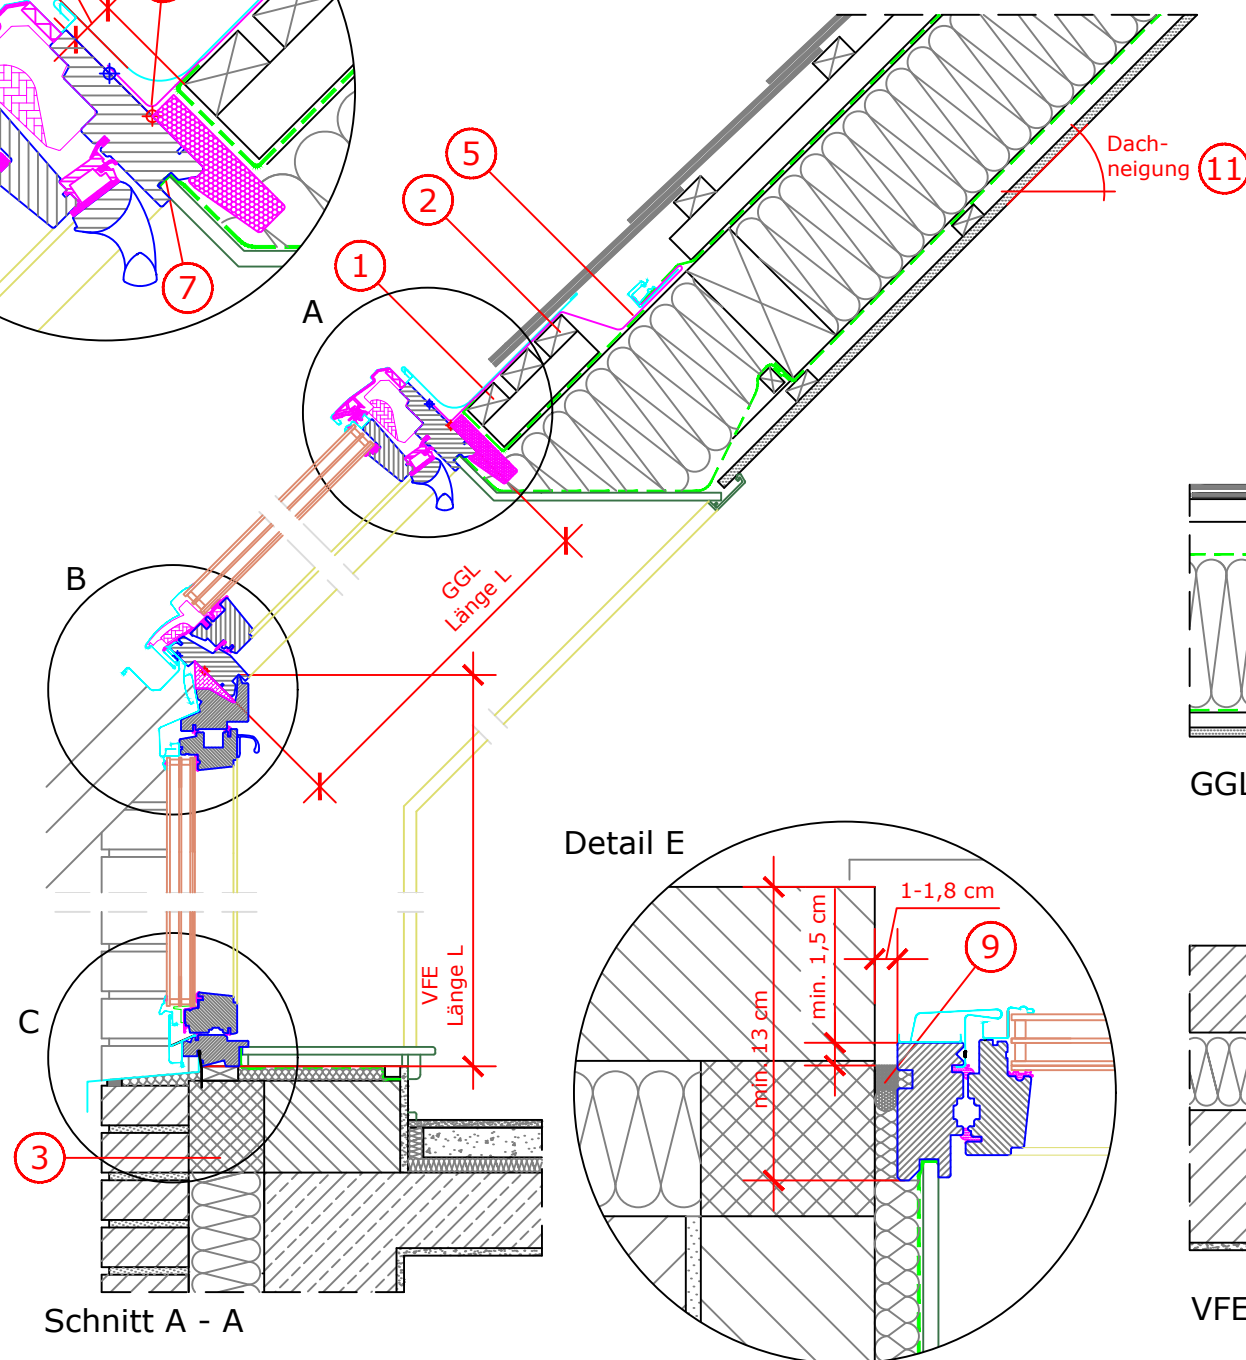 7
A
1
2
5
Dach-
neigung
11
B
GGL
Länge L
VFE
Länge L
C
3
Schnitt A - A
Detail E
min. 13 cm
min. 1,5 cm
1-1,8 cm
9
GGL
VFE